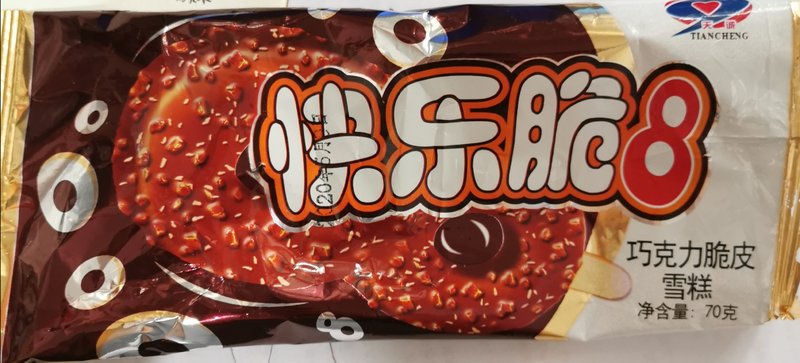 天诚
TIANCHENG
快乐脆8
巧克力脆皮
雪糕
净含量: 70克